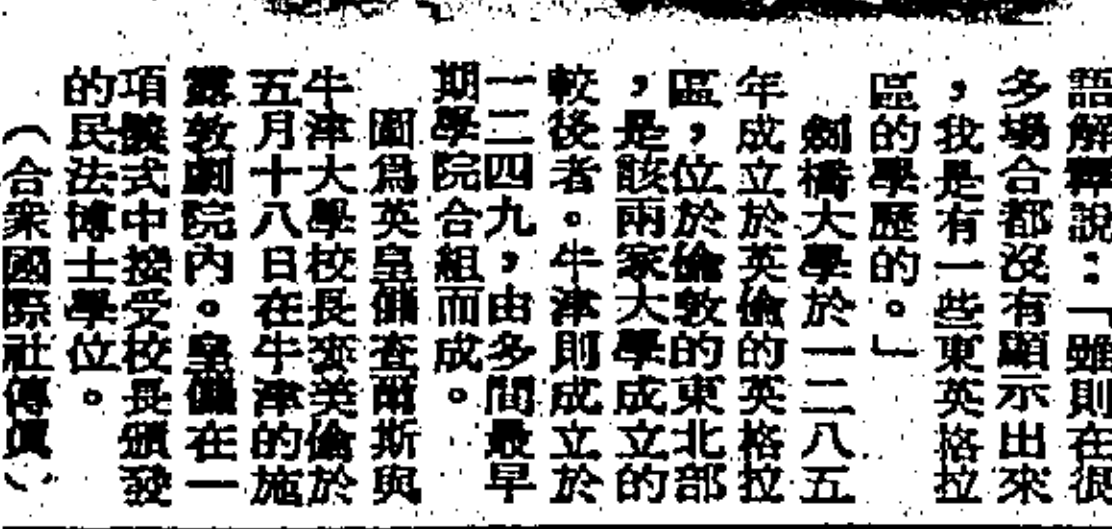 語解釋說：「雖則在很
多場合都沒有顯示出來
，我是有一些東英格拉
區的學歷的。」
劍橋大學於一二八五
年成立於英倫的英格拉
區，位於倫敦的東北部
，是該兩家大學成立的
較後者。牛津則成立於
一二四九，由多間最早
期學院合組而成。
圖爲英皇儲查爾斯與
牛津大學校長麥美倫於
五月十八日在牛津的施
露敦劇院內。皇儲在一
項儀式中接受校長頒發
的民法博士學位。
（合衆國際社傳眞）